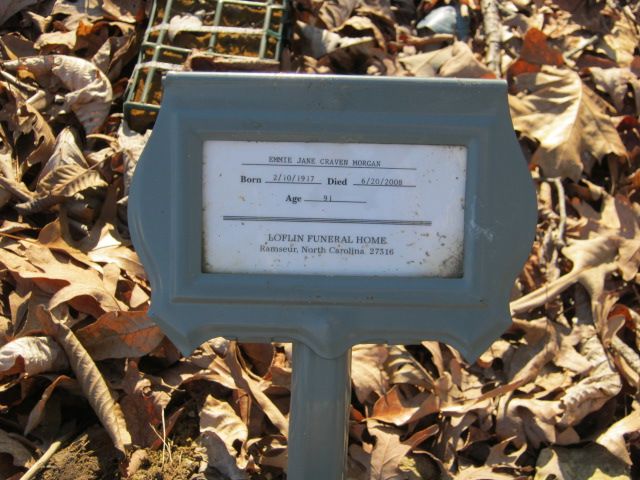 EMMIE JANE CRAVEN MORGAN
Born 2/10/1917 Died 6/20/2008
Age 91
LOFLIN FUNERAL HOME
Ramseur, North Carolina 27316